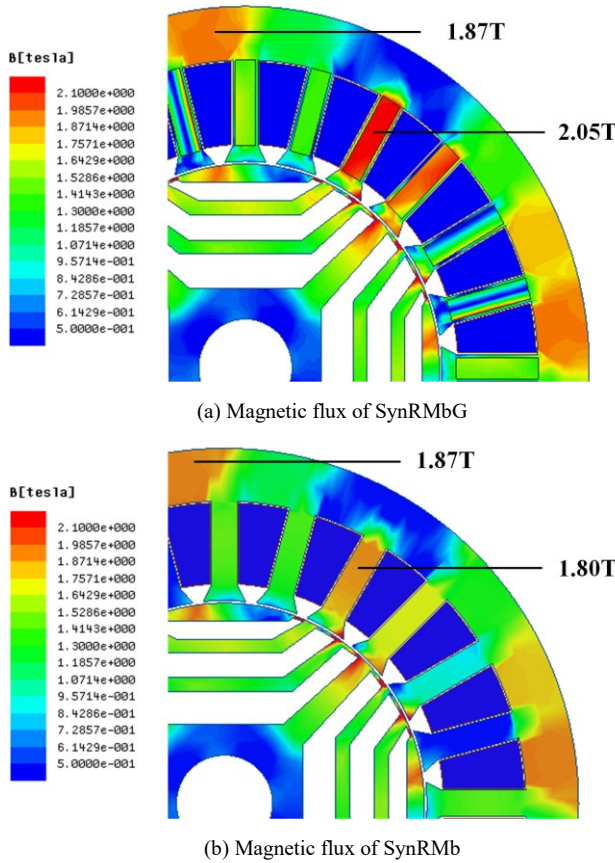 1.87T
B[tesla]
2.1000e+000
1.9857e+000
1.8714e+000
1.7571e+000
1.6429e+000
1.5286e+000
1.4143e+000
1.3000e+000
1.1857e+000
1.0714e+000
9.5714e-001
8.4286e-001
7.2857e-001
6.1429e-001
5.0000e-001
2.05T
(a) Magnetic flux of SynRMbG
1.87T
B[tesla]
2.1000e+000
1.9857e+000
1.8714e+000
1.7571e+000
1.6429e+000
1.5286e+000
1.4143e+000
1.3000e+000
1.1857e+000
1.0714e+000
9.5714e-001
8.4286e-001
7.2857e-001
6.1429e-001
5.0000e-001
1.80T
(b) Magnetic flux of SynRMb